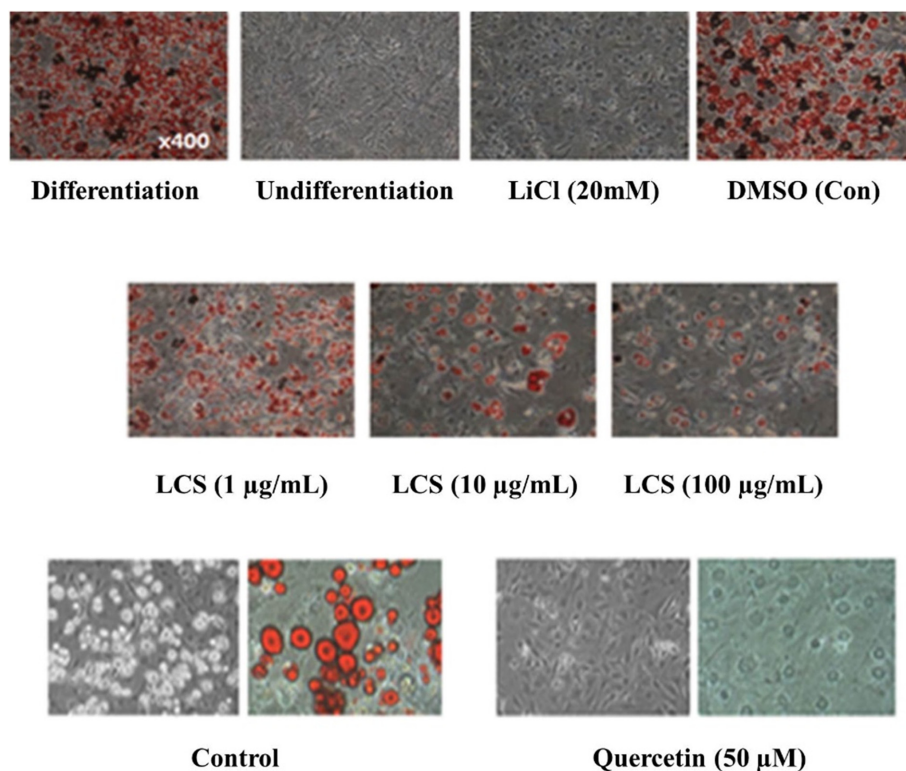 x400
Differentiation
Undifferentiation
LiCl (20mM)
DMSO (Con)
LCS (1 µg/mL)
LCS (10 µg/mL)
LCS (100 µg/mL)
Control
Quercetin (50 µM)